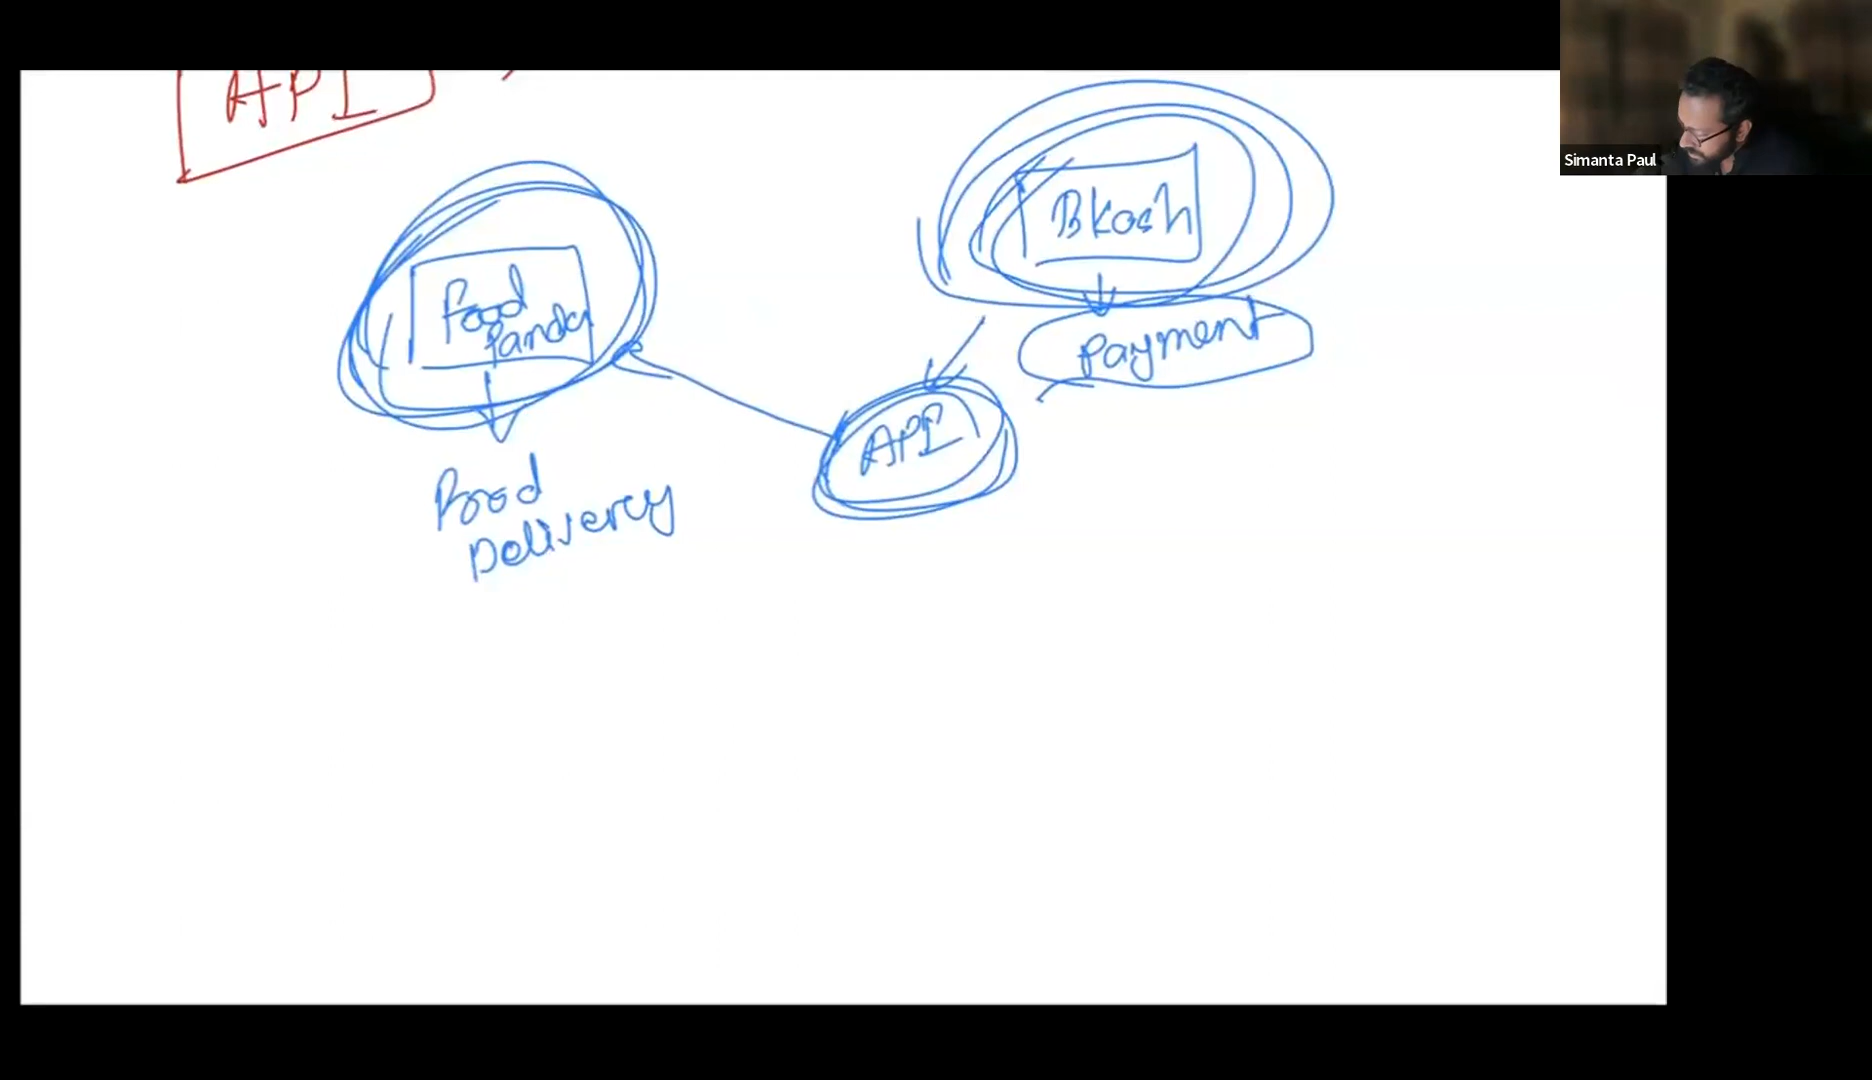 API
Simanta Paul
Bkash
Food
Panda
Payment
API
Food
Delivery